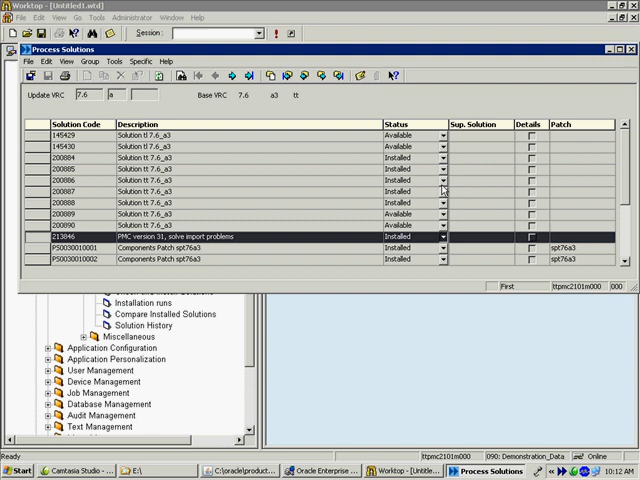 Worktop - [Untitled1.wtd]
File Edit View Tools Window Help
Session:
Process Solutions
File Edit View Group Tools Specific Help
Update VRC 7.6 a Base VRC 7.6 a3 tt
Solution Code Description Status Sup. Solution Details Patch
145429 Solution tl 7.6_a3 Available
145430 Solution tl 7.6_a3 Available
200884 Solution tt 7.6_a3 Installed
200885 Solution tt 7.6_a3 Installed
200886 Solution tt 7.6_a3 Installed
200887 Solution tt 7.6_a3 Installed
200888 Solution tt 7.6_a3 Installed
200889 Solution tt 7.6_a3 Available
200890 Solution tt 7.6_a3 Available
213846 PMC version 31, solve import problems Installed
PS0030010001 Components Patch spt76a3 Installed spt76a3
PS0030010002 Components Patch spt76a3 Installed spt76a3
First ttpmc2101m000 000
Installation runs
Compare Installed Solutions
Solution History
Miscellaneous
Application Configuration
Application Personalization
User Management
Device Management
Job Management
Database Management
Audit Management
Text Management
Ready ttpmc2101m000 090: Demonstration_Data Online
Start Camtasia Studio - ... E:\ C:\oracle\product... Oracle Enterprise ... Worktop - [Untitle... Process Solutions 10:12 AM